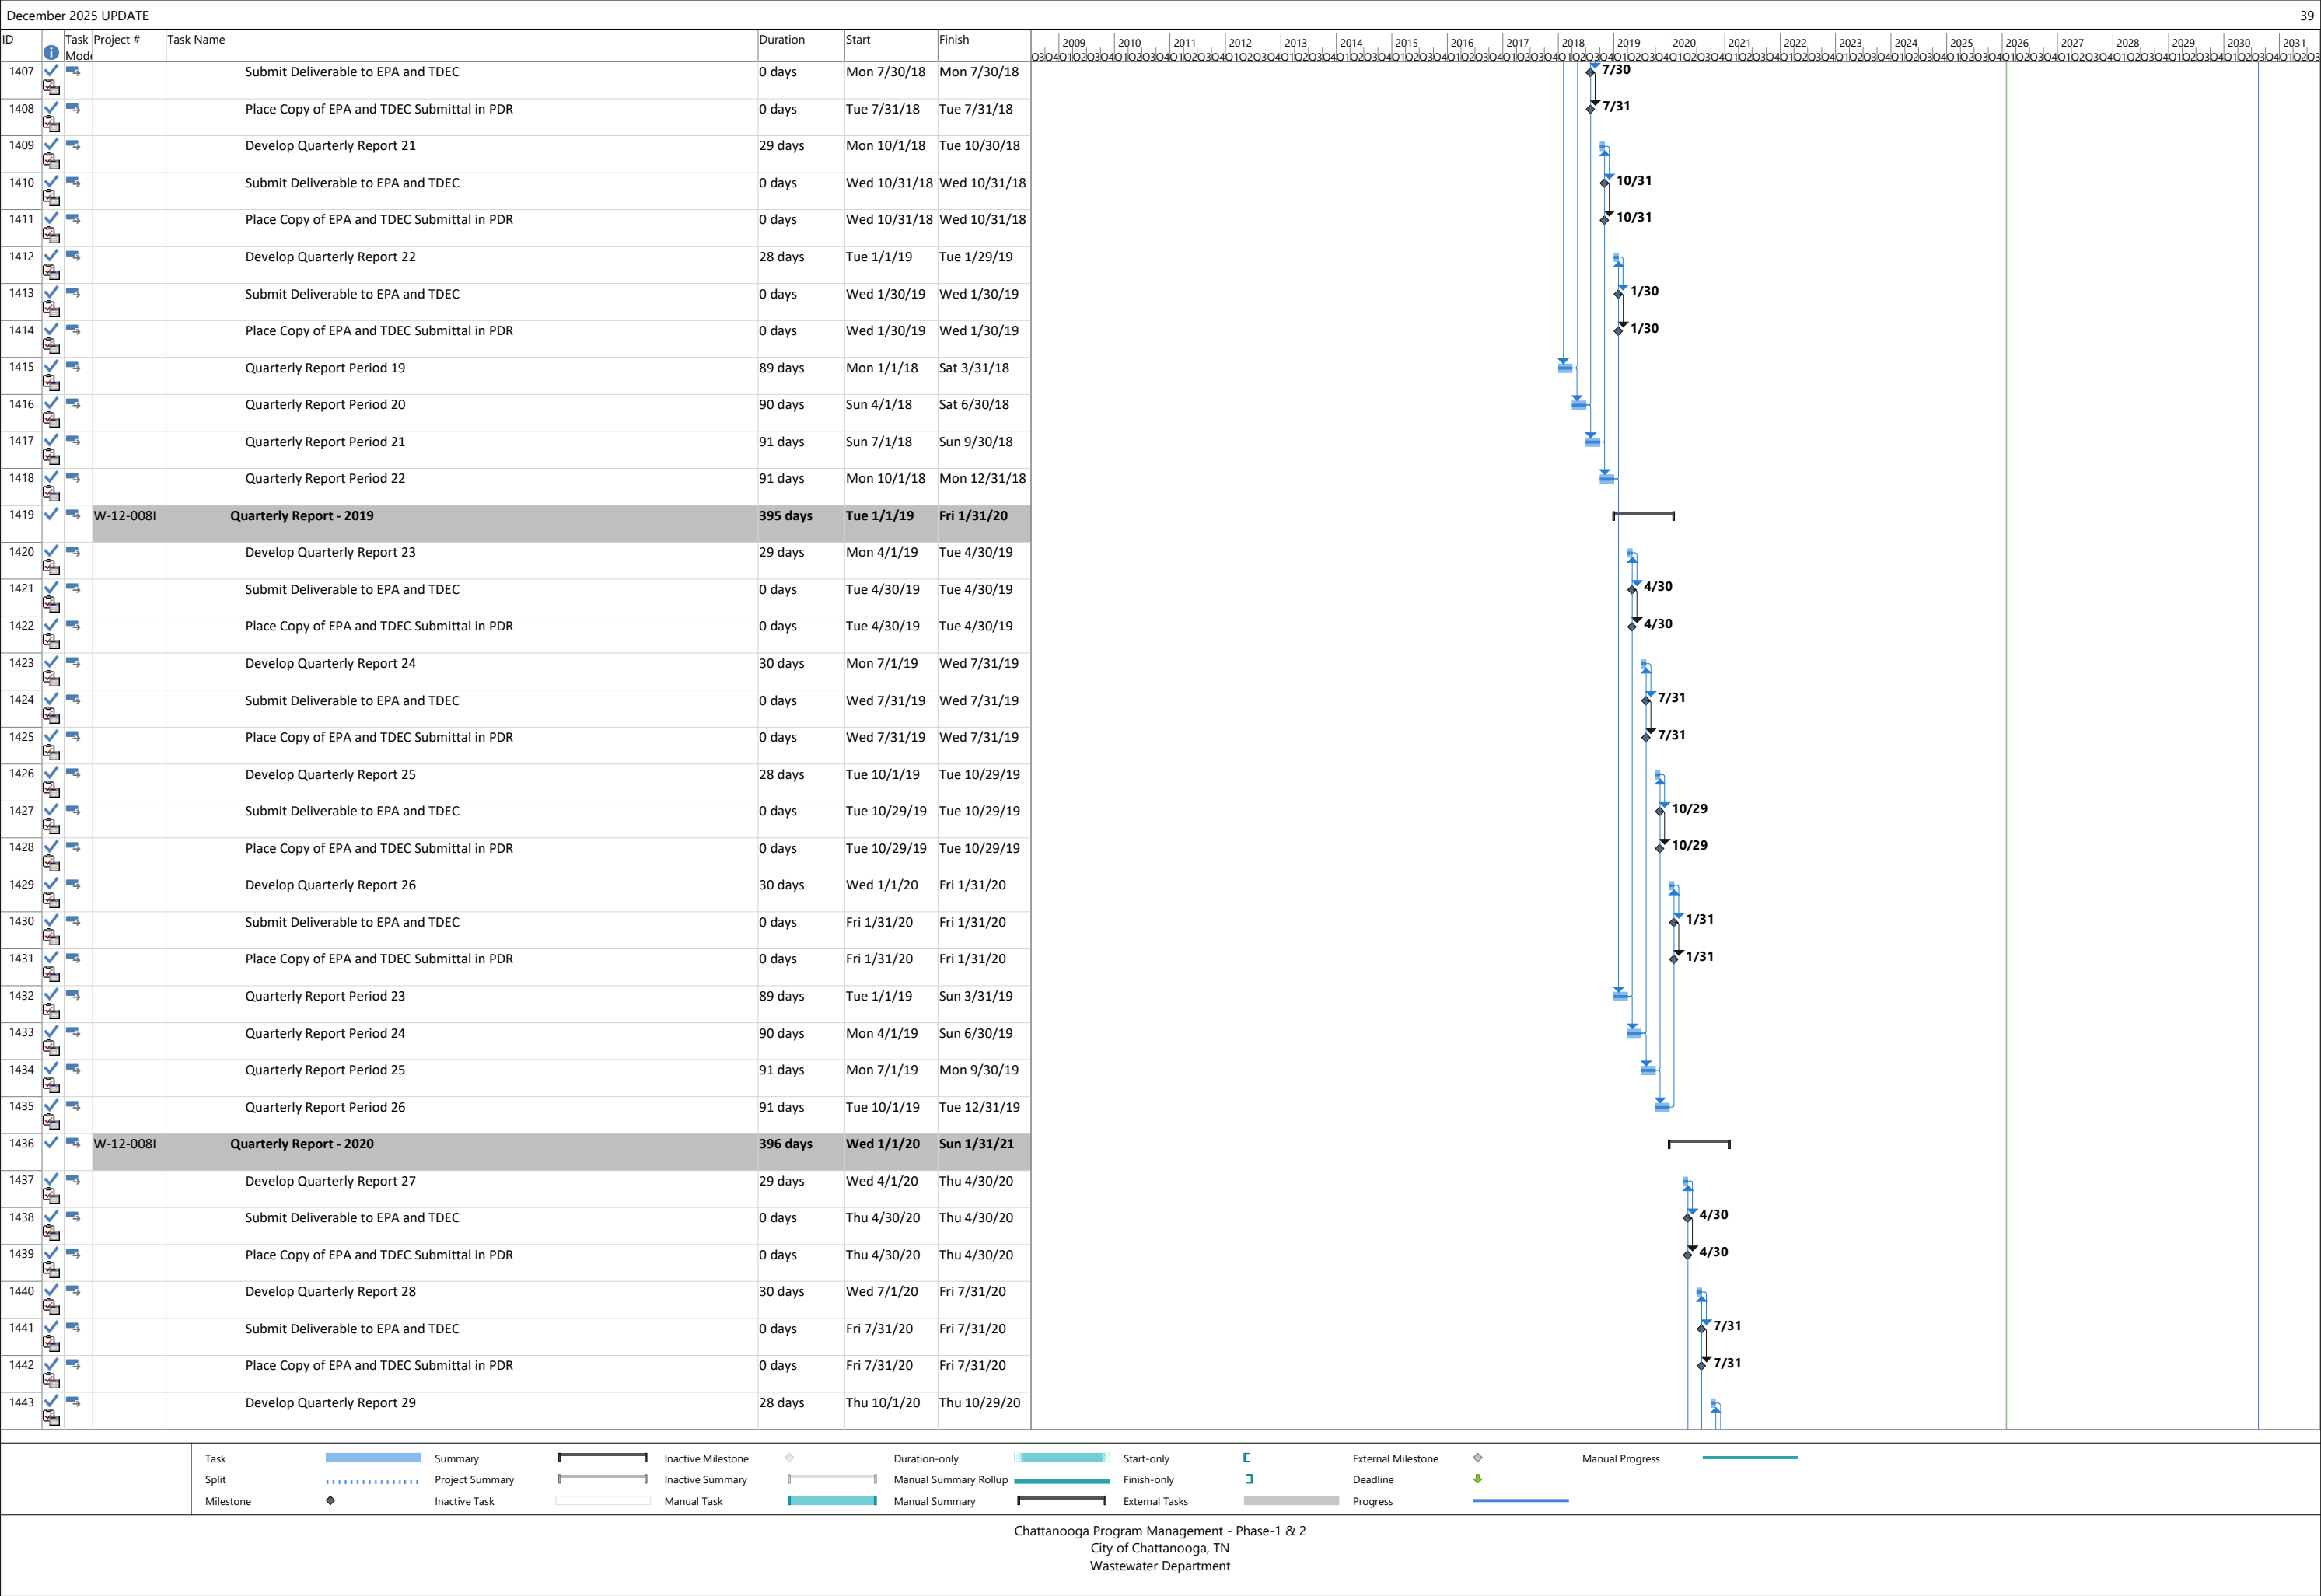 December 2025 UPDATE 39
ID Task Mode Project # Task Name Duration Start Finish 2009 2010 2011 2012 2013 2014 2015 2016 2017 2018 2019 2020 2021 2022 2023 2024 2025 2026 2027 2028 2029 2030 2031
1407 Submit Deliverable to EPA and TDEC 0 days Mon 7/30/18 Mon 7/30/18 7/30
1408 Place Copy of EPA and TDEC Submittal in PDR 0 days Tue 7/31/18 Tue 7/31/18 7/31
1409 Develop Quarterly Report 21 29 days Mon 10/1/18 Tue 10/30/18
1410 Submit Deliverable to EPA and TDEC 0 days Wed 10/31/18 Wed 10/31/18 10/31
1411 Place Copy of EPA and TDEC Submittal in PDR 0 days Wed 10/31/18 Wed 10/31/18 10/31
1412 Develop Quarterly Report 22 28 days Tue 1/1/19 Tue 1/29/19
1413 Submit Deliverable to EPA and TDEC 0 days Wed 1/30/19 Wed 1/30/19 1/30
1414 Place Copy of EPA and TDEC Submittal in PDR 0 days Wed 1/30/19 Wed 1/30/19 1/30
1415 Quarterly Report Period 19 89 days Mon 1/1/18 Sat 3/31/18
1416 Quarterly Report Period 20 90 days Sun 4/1/18 Sat 6/30/18
1417 Quarterly Report Period 21 91 days Sun 7/1/18 Sun 9/30/18
1418 Quarterly Report Period 22 91 days Mon 10/1/18 Mon 12/31/18
1419 W-12-008I Quarterly Report - 2019 395 days Tue 1/1/19 Fri 1/31/20
1420 Develop Quarterly Report 23 29 days Mon 4/1/19 Tue 4/30/19
1421 Submit Deliverable to EPA and TDEC 0 days Tue 4/30/19 Tue 4/30/19 4/30
1422 Place Copy of EPA and TDEC Submittal in PDR 0 days Tue 4/30/19 Tue 4/30/19 4/30
1423 Develop Quarterly Report 24 30 days Mon 7/1/19 Wed 7/31/19
1424 Submit Deliverable to EPA and TDEC 0 days Wed 7/31/19 Wed 7/31/19 7/31
1425 Place Copy of EPA and TDEC Submittal in PDR 0 days Wed 7/31/19 Wed 7/31/19 7/31
1426 Develop Quarterly Report 25 28 days Tue 10/1/19 Tue 10/29/19
1427 Submit Deliverable to EPA and TDEC 0 days Tue 10/29/19 Tue 10/29/19 10/29
1428 Place Copy of EPA and TDEC Submittal in PDR 0 days Tue 10/29/19 Tue 10/29/19 10/29
1429 Develop Quarterly Report 26 30 days Wed 1/1/20 Fri 1/31/20
1430 Submit Deliverable to EPA and TDEC 0 days Fri 1/31/20 Fri 1/31/20 1/31
1431 Place Copy of EPA and TDEC Submittal in PDR 0 days Fri 1/31/20 Fri 1/31/20 1/31
1432 Quarterly Report Period 23 89 days Tue 1/1/19 Sun 3/31/19
1433 Quarterly Report Period 24 90 days Mon 4/1/19 Sun 6/30/19
1434 Quarterly Report Period 25 91 days Mon 7/1/19 Mon 9/30/19
1435 Quarterly Report Period 26 91 days Tue 10/1/19 Tue 12/31/19
1436 W-12-008I Quarterly Report - 2020 396 days Wed 1/1/20 Sun 1/31/21
1437 Develop Quarterly Report 27 29 days Wed 4/1/20 Thu 4/30/20
1438 Submit Deliverable to EPA and TDEC 0 days Thu 4/30/20 Thu 4/30/20 4/30
1439 Place Copy of EPA and TDEC Submittal in PDR 0 days Thu 4/30/20 Thu 4/30/20 4/30
1440 Develop Quarterly Report 28 30 days Wed 7/1/20 Fri 7/31/20
1441 Submit Deliverable to EPA and TDEC 0 days Fri 7/31/20 Fri 7/31/20 7/31
1442 Place Copy of EPA and TDEC Submittal in PDR 0 days Fri 7/31/20 Fri 7/31/20 7/31
1443 Develop Quarterly Report 29 28 days Thu 10/1/20 Thu 10/29/20
Task Summary Inactive Milestone Duration-only Start-only External Milestone Manual Progress
Split Project Summary Inactive Summary Manual Summary Rollup Finish-only Deadline
Milestone Inactive Task Manual Task Manual Summary External Tasks Progress
Chattanooga Program Management - Phase-1 & 2
City of Chattanooga, TN
Wastewater Department